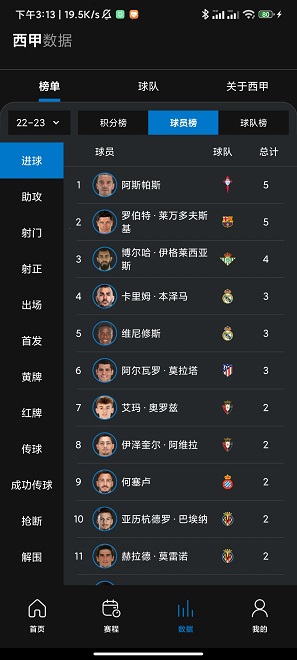 下午3:13 | 19.5K/s
80
西甲数据
榜单 球队 关于西甲
22-23 积分榜 球员榜 球队榜
进球
助攻
射门
射正
出场
首发
黄牌
红牌
传球
成功传球
抢断
解围
球员 球队 总计
1 阿斯帕斯 5
2 罗伯特·莱万多夫斯
基 5
3 博尔哈·伊格莱西亚
斯 4
4 卡里姆·本泽马 3
5 维尼修斯 3
6 阿尔瓦罗·莫拉塔 3
7 艾玛·奥罗兹 2
8 伊泽奎尔·阿维拉 2
9 何塞卢 2
10 亚历杭德罗·巴埃纳 2
11 赫拉德·莫雷诺 2
首页 赛程 数据 我的